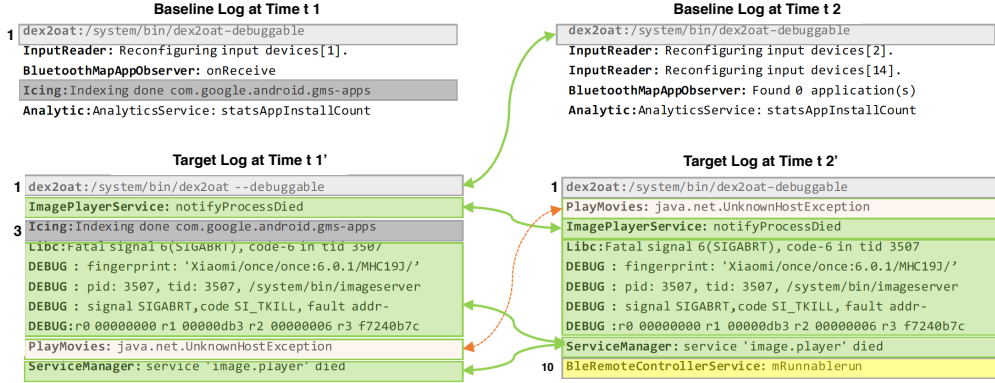 Baseline Log at Time t 1
1 dex2oat:/system/bin/dex2oat-debuggable
InputReader: Reconfiguring input devices[1].
BluetoothMapAppObserver: onReceive
Icing:Indexing done com.google.android.gms-apps
Analytic:AnalyticsService: statsAppInstallCount
Baseline Log at Time t 2
dex2oat:/system/bin/dex2oat-debuggable
InputReader: Reconfiguring input devices[2].
InputReader: Reconfiguring input devices[14].
BluetoothMapAppObserver: Found 0 application(s)
Analytic:AnalyticsService: statsAppInstallCount
Target Log at Time t 1’
1 dex2oat:/system/bin/dex2oat --debuggable
ImagePlayerService: notifyProcessDied
3 Icing:Indexing done com.google.android.gms-apps
Libc:Fatal signal 6(SIGABRT), code-6 in tid 3507
DEBUG : fingerprint: 'Xiaomi/once/once:6.0.1/MHC19J/’
DEBUG : pid: 3507, tid: 3507, /system/bin/imageserver
DEBUG : signal SIGABRT,code SI_TKILL, fault addr-
DEBUG:r0 00000000 r1 00000db3 r2 00000006 r3 f7240b7c
PlayMovies: java.net.UnknownHostException
ServiceManager: service 'image.player' died
Target Log at Time t 2’
1 dex2oat:/system/bin/dex2oat-debuggable
PlayMovies: java.net.UnknownHostException
ImagePlayerService: notifyProcessDied
Libc:Fatal signal 6(SIGABRT), code-6 in tid 3507
DEBUG : fingerprint: 'Xiaomi/once/once:6.0.1/MHC19J/’
DEBUG : pid: 3507, tid: 3507, /system/bin/imageserver
DEBUG : signal SIGABRT,code SI_TKILL, fault addr-
DEBUG:r0 00000000 r1 00000db3 r2 00000006 r3 f7240b7c
ServiceManager: service 'image.player' died
10 BleRemoteControllerService: mRunnablerun